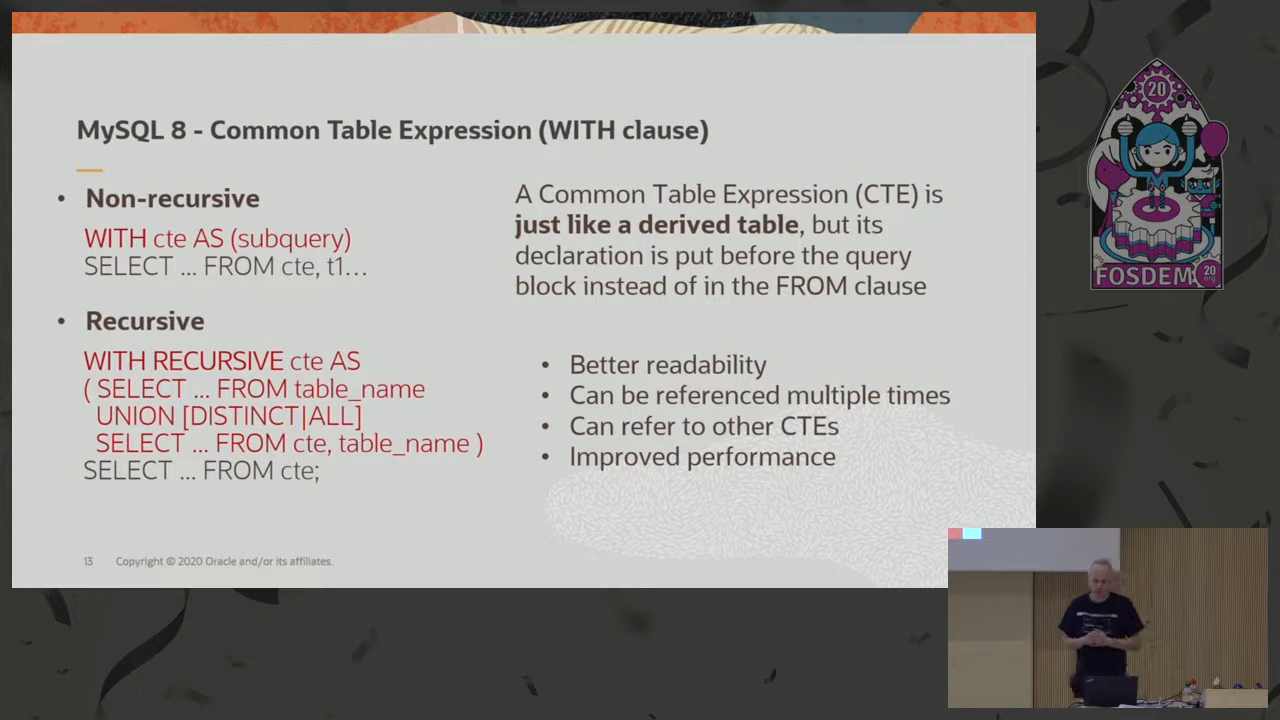 MySQL 8 - Common Table Expression (WITH clause)
• Non-recursive
WITH cte AS (subquery)
SELECT ... FROM cte, t1...
• Recursive
WITH RECURSIVE cte AS
( SELECT ... FROM table_name
UNION [DISTINCT|ALL]
SELECT ... FROM cte, table_name )
SELECT ... FROM cte;
A Common Table Expression (CTE) is
just like a derived table, but its
declaration is put before the query
block instead of in the FROM clause
• Better readability
• Can be referenced multiple times
• Can refer to other CTEs
• Improved performance
13 Copyright © 2020 Oracle and/or its affiliates.
20
FOSDEM 20
.org